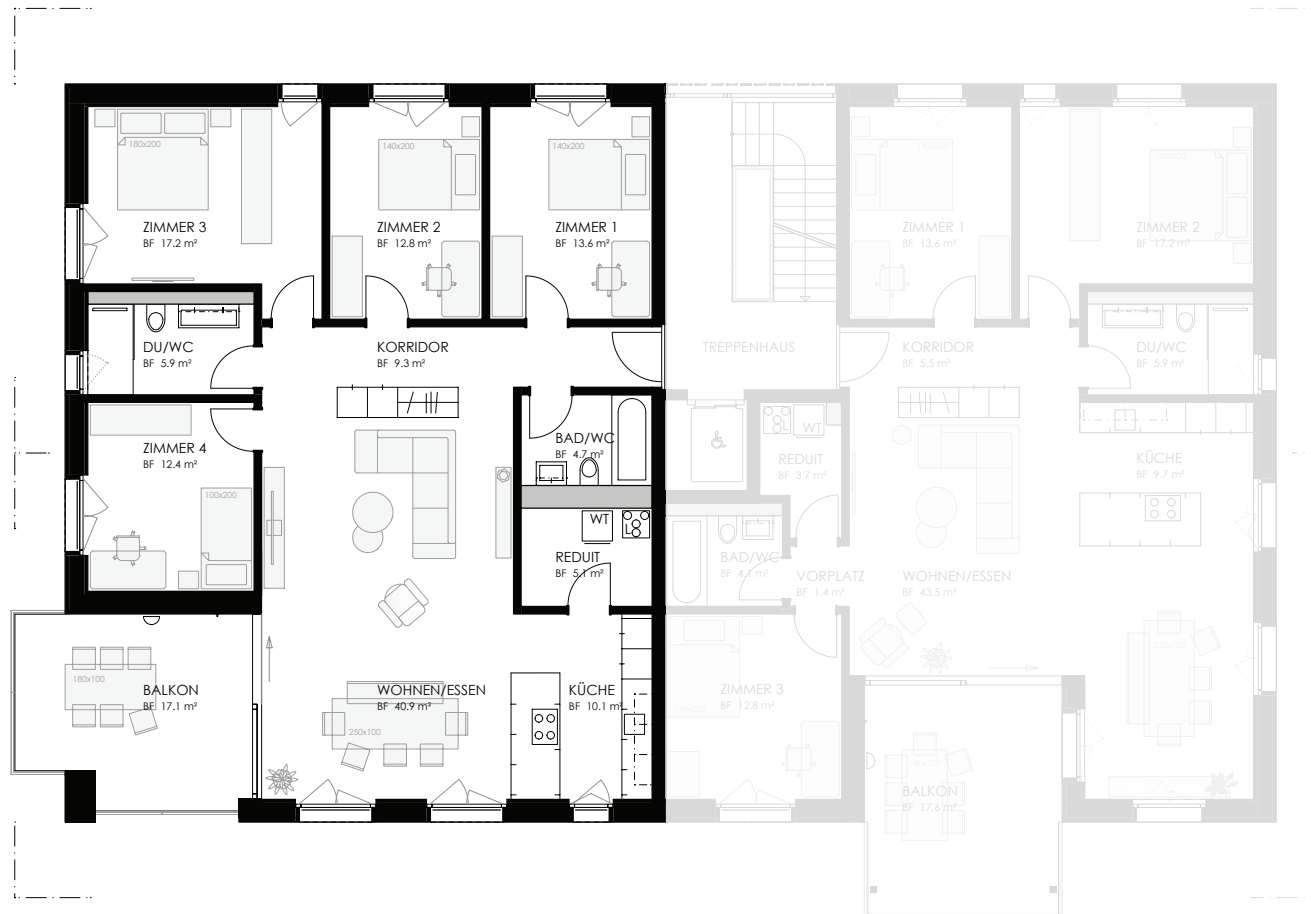 180x200
ZIMMER 3
BF 17.2 m²
140x200
ZIMMER 2
BF 12.8 m²
140x200
ZIMMER 1
BF 13.6 m²
DU/WC
BF 5.9 m²
KORRIDOR
BF 9.3 m²
ZIMMER 4
BF 12.4 m²
100x200
BAD/WC
BF 4.7 m²
WT
REDUIT
BF 5.1 m²
180x100
BALKON
BF 17.1 m²
WOHNEN/ESSEN
BF 40.9 m²
250x100
KÜCHE
BF 10.1 m²
TREPPENHAUS
140x200
ZIMMER 1
BF 13.6 m²
ZIMMER 2
BF 17.2 m²
KORRIDOR
BF 5.5 m²
DU/WC
BF 5.9 m²
WT
REDUIT
BF 3.7 m²
KÜCHE
BF 9.7 m²
BAD/WC
BF 4.1 m²
VORPLATZ
BF 1.4 m²
WOHNEN/ESSEN
BF 43.5 m²
250x100
ZIMMER 3
BF 12.8 m²
BALKON
BF 17.6 m²